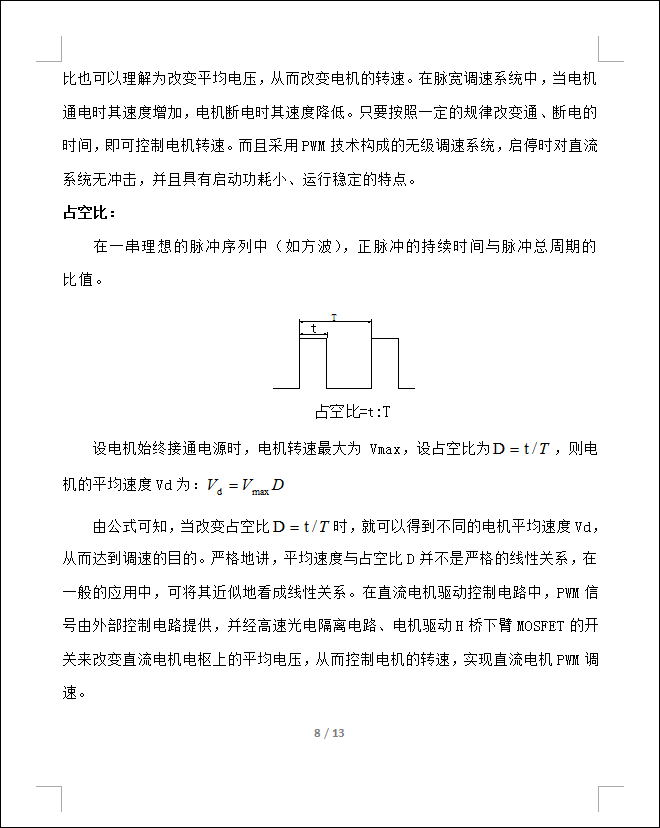 比也可以理解为改变平均电压，从而改变电机的转速。在脉宽调速系统中，当电机
通电时其速度增加，电机断电时其速度降低。只要按照一定的规律改变通、断电的
时间，即可控制电机转速。而且采用PWM技术构成的无级调速系统，启停时对直流
系统无冲击，并且具有启动功耗小、运行稳定的特点。
占空比：
在一串理想的脉冲序列中（如方波），正脉冲的持续时间与脉冲总周期的
比值。
T
t
占空比=t:T
设电机始终接通电源时，电机转速最大为 Vmax，设占空比为 D = t / T ，则电
机的平均速度 Vd 为：V_d = V_max D
由公式可知，当改变占空比 D = t / T 时，就可以得到不同的电机平均速度 Vd，
从而达到调速的目的。严格地讲，平均速度与占空比 D 并不是严格的线性关系，在
一般的应用中，可将其近似地看成线性关系。在直流电机驱动控制电路中，PWM 信
号由外部控制电路提供，并经高速光电隔离电路、电机驱动 H 桥下臂 MOSFET 的开
关来改变直流电机电枢上的平均电压，从而控制电机的转速，实现直流电机 PWM 调
速。
8 / 13